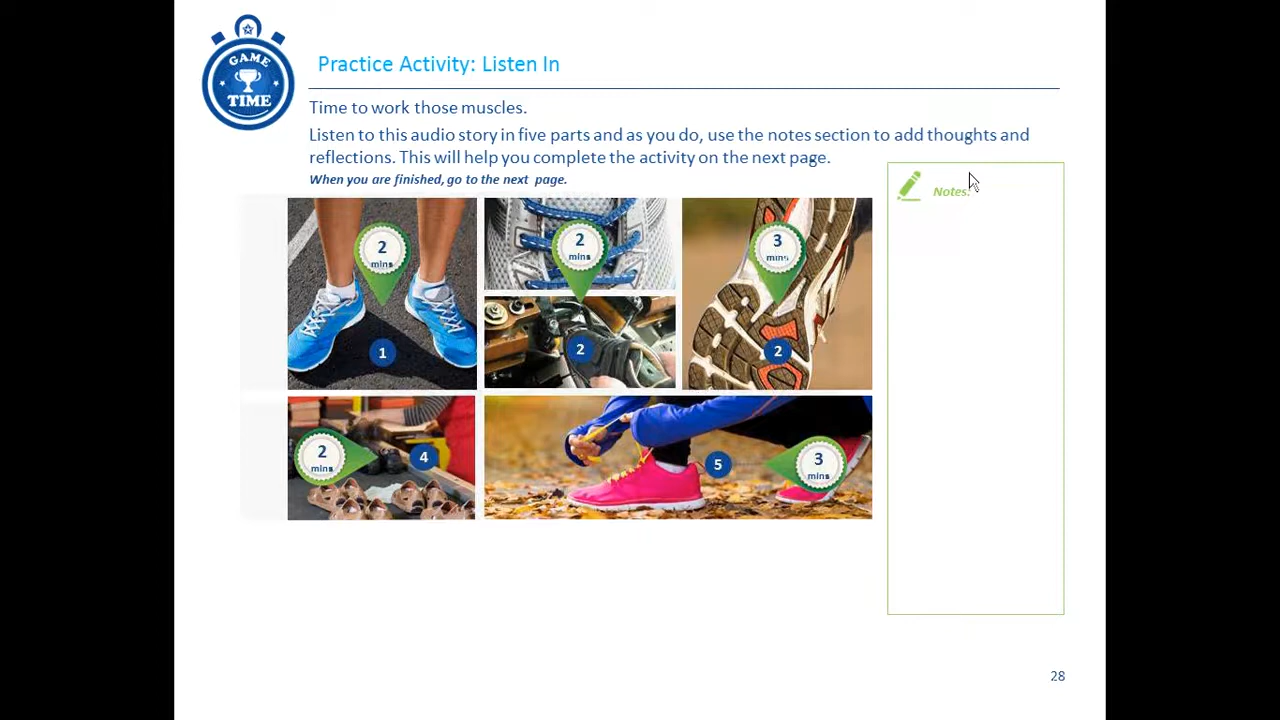 GAME
TIME
Practice Activity: Listen In
Time to work those muscles.
Listen to this audio story in five parts and as you do, use the notes section to add thoughts and
reflections. This will help you complete the activity on the next page.
When you are finished, go to the next page.
Notes:
2
mins
1
2
mins
2
3
mins
2
2
mins
4
5
3
mins
28